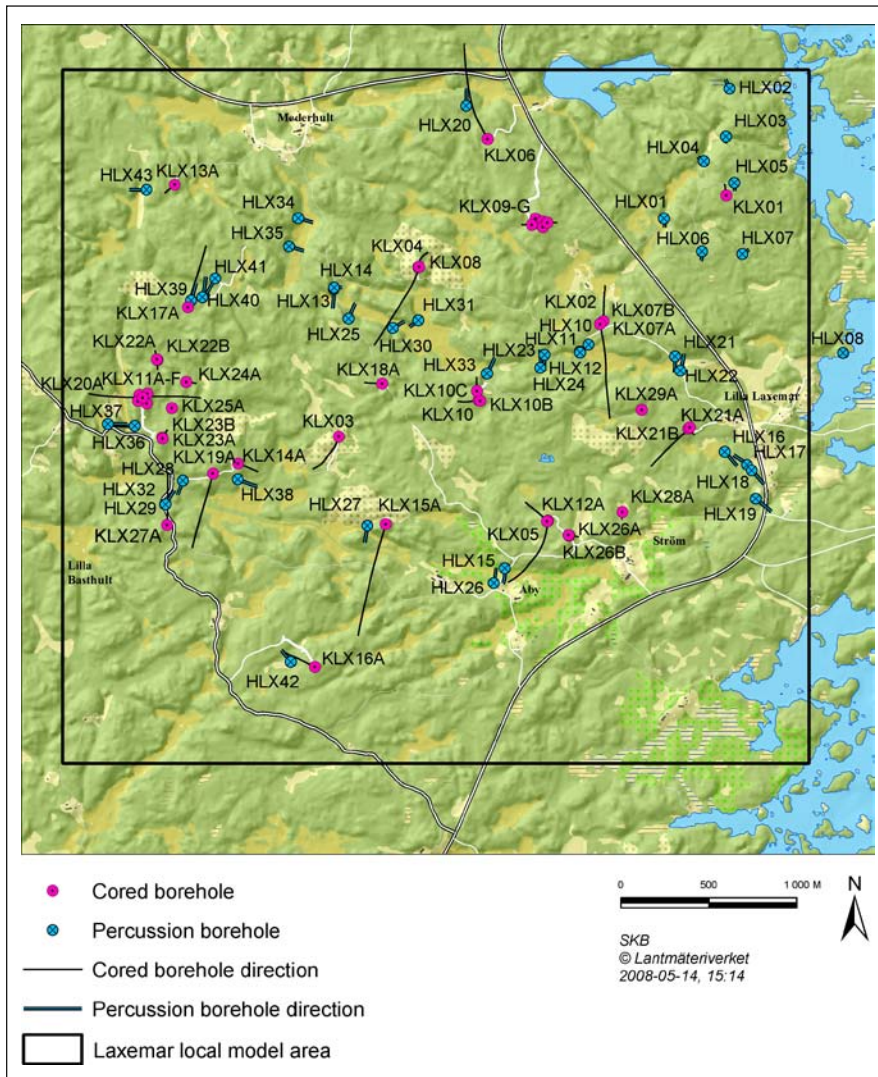 HLX02
HLX03
Mederhult
HLX20
KLX06
HLX04
HLX05
KLX13A
HLX43
KLX01
HLX34
HLX01
KLX09-G
HLX35
KLX04
HLX06
HLX07
HLX41
HLX14
KLX08
HLX39
HLX40
HLX13
KLX02
KLX07B
KLX17A
HLX31
HLX10
KLX07A
HLX25
HLX30
HLX11
HLX21
HLX08
KLX22A
KLX22B
HLX33
HLX23
HLX12
HLX22
KLX18A
HLX24
KLX24A
KLX20A
KLX11A-F
KLX10C
Lilla Laxemar
KLX29A
KLX25A
KLX10
KLX10B
HLX37
KLX23B
KLX03
KLX21A
HLX36
KLX23A
KLX21B
HLX16
KLX19A
KLX14A
HLX17
HLX28
HLX18
HLX32
HLX38
HLX27
KLX15A
KLX12A
KLX28A
HLX29
HLX19
KLX27A
KLX05
KLX26A
Ström
KLX26B
HLX15
Lilla
Basthult
HLX26
Aby
KLX16A
HLX42
Cored borehole
Percussion borehole
Cored borehole direction
Percussion borehole direction
Laxemar local model area
0 500 1 000 M
N
SKB
© Lantmäteriverket
2008-05-14, 15:14